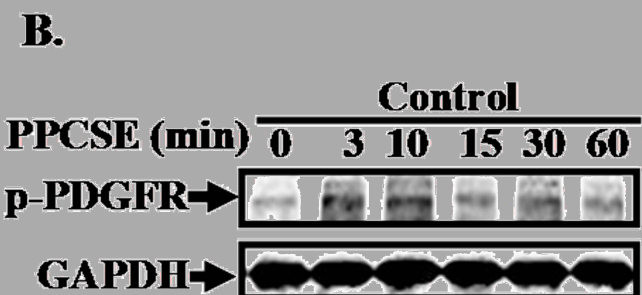 B.
Control
PPCSE (min) 0 3 10 15 30 60
p-PDGFR
GAPDH